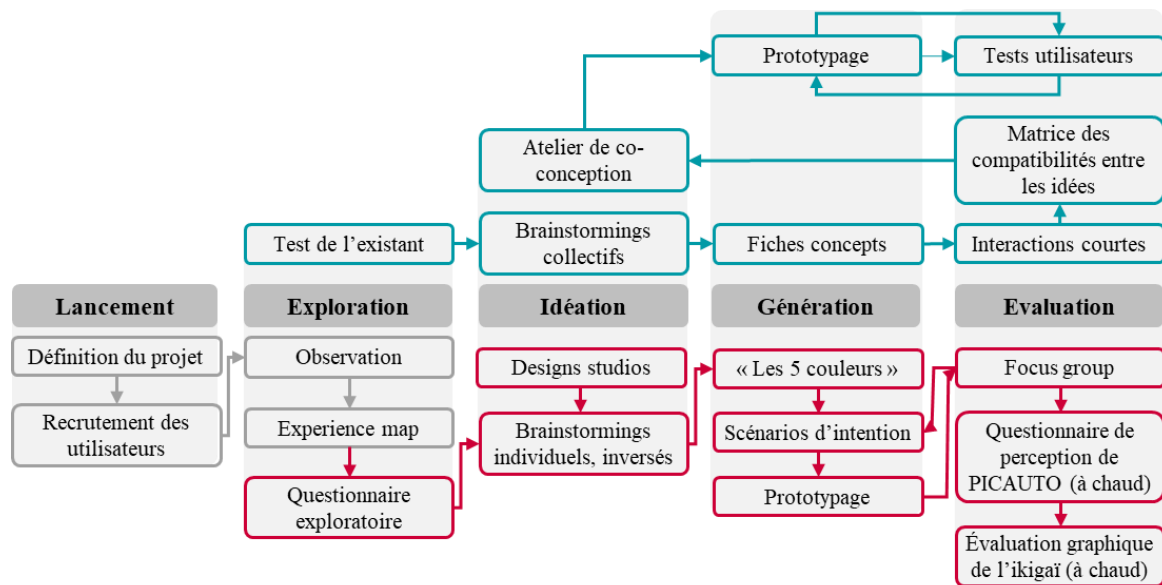 Prototypage
Tests utilisateurs
Atelier de co-
conception
Matrice des
compatibilités entre
les idées
Test de l’existant
Brainstormings
collectifs
Fiches concepts
Interactions courtes
Lancement
Exploration
Idéation
Génération
Evaluation
Définition du projet
Recrutement des
utilisateurs
Observation
Experience map
Questionnaire
exploratoire
Designs studios
Brainstormings
individuels, inversés
« Les 5 couleurs »
Scénarios d’intention
Prototypage
Focus group
Questionnaire de
perception de
PICAUTO (à chaud)
Évaluation graphique
de l’ikigaï (à chaud)